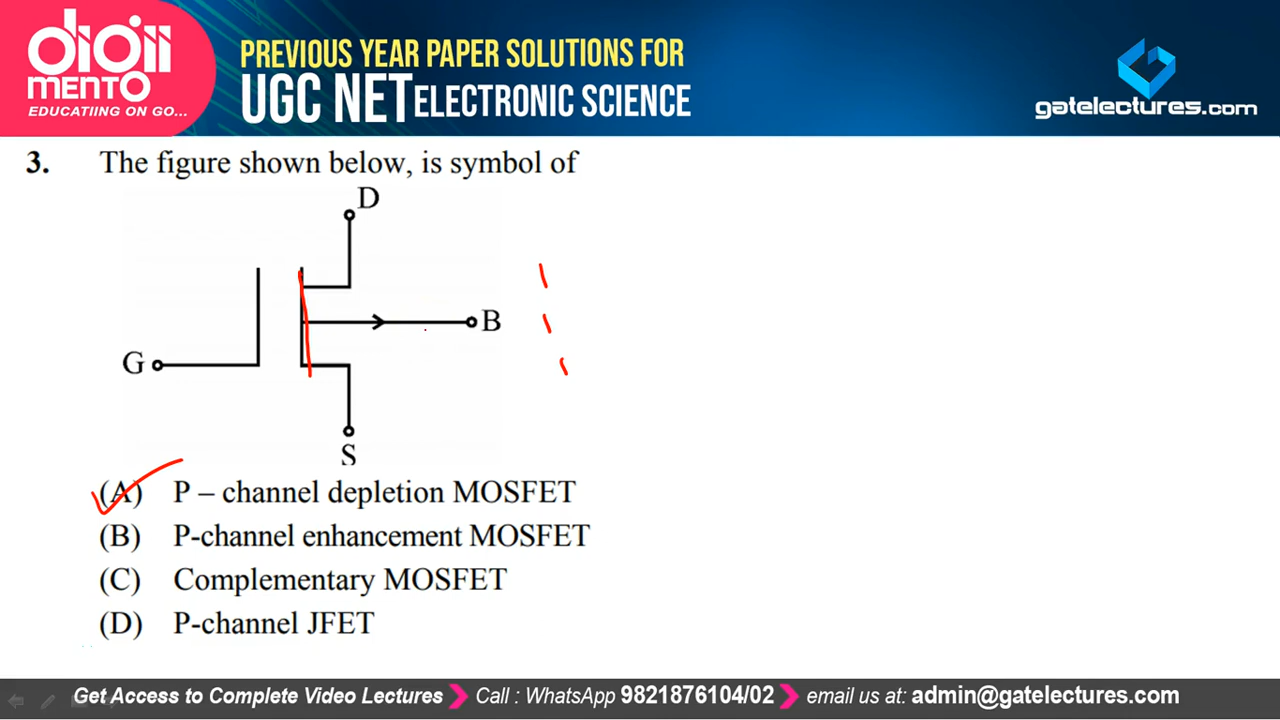 digii
MENTO
EDUCATIING ON GO...
PREVIOUS YEAR PAPER SOLUTIONS FOR
UGC NET ELECTRONIC SCIENCE
gatelectures.com
3. The figure shown below, is symbol of
D
B
G
S
(A) P – channel depletion MOSFET
(B) P-channel enhancement MOSFET
(C) Complementary MOSFET
(D) P-channel JFET
Get Access to Complete Video Lectures Call : WhatsApp 9821876104/02 email us at: admin@gatelectures.com